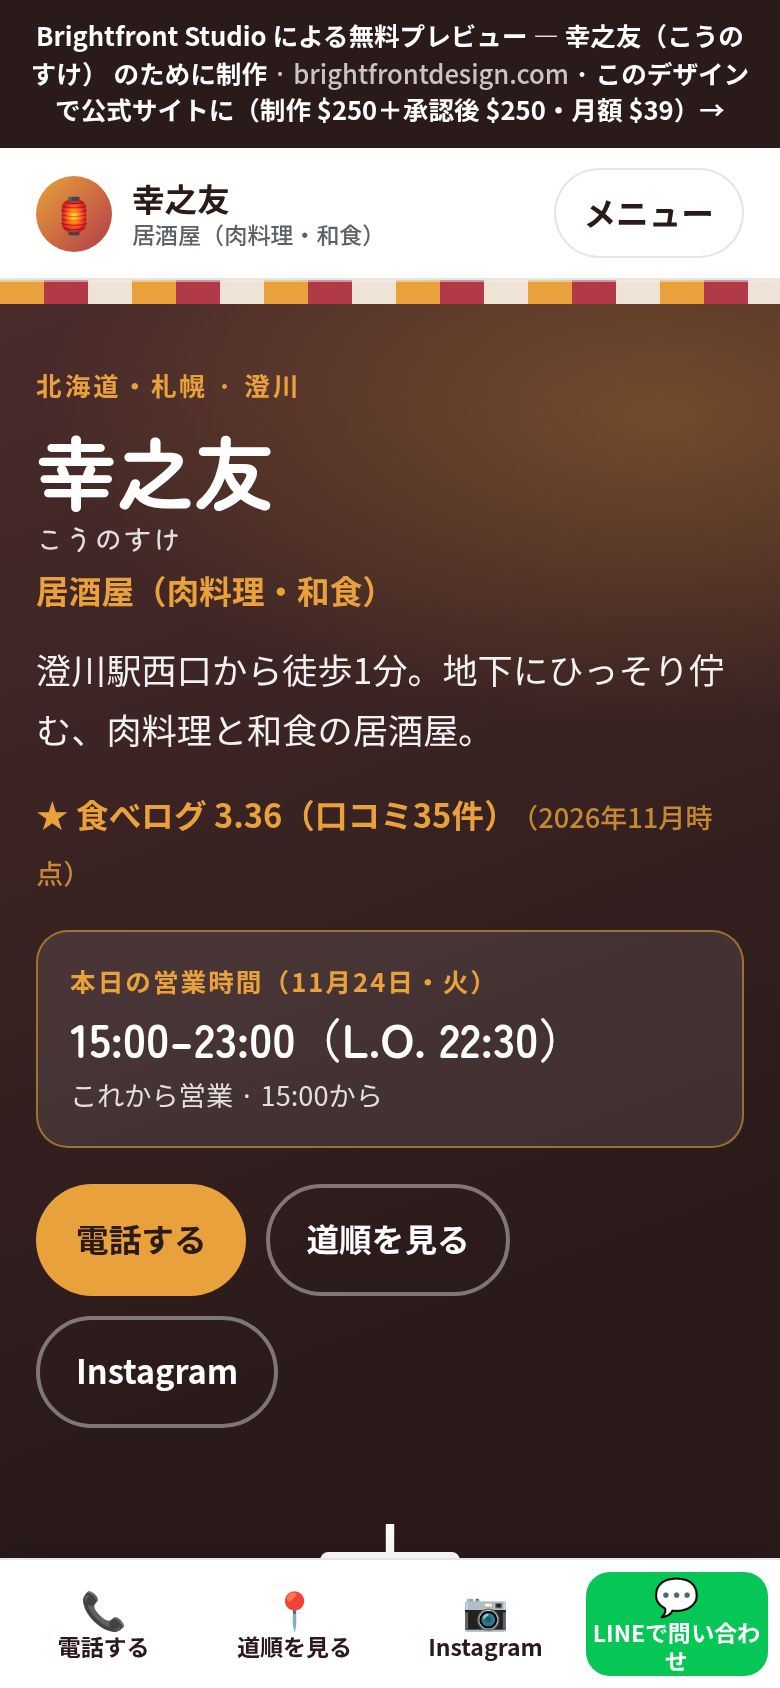 Brightfront Studio による無料プレビュー — 幸之友（こうの
すけ） のために制作 · brightfrontdesign.com · このデザイン
で公式サイトに（制作 $250＋承認後 $250・月額 $39）→
幸之友
居酒屋（肉料理・和食）
メニュー
北海道・札幌 · 澄川
幸之友
こうのすけ
居酒屋（肉料理・和食）
澄川駅西口から徒歩1分。地下にひっそり佇
む、肉料理と和食の居酒屋。
★ 食べログ 3.36（口コミ35件）（2026年11月時
点）
本日の営業時間（11月24日・火）
15:00–23:00（L.O. 22:30）
これから営業 · 15:00から
電話する
道順を見る
Instagram
電話する
道順を見る
Instagram
LINEで問い合わ
せ